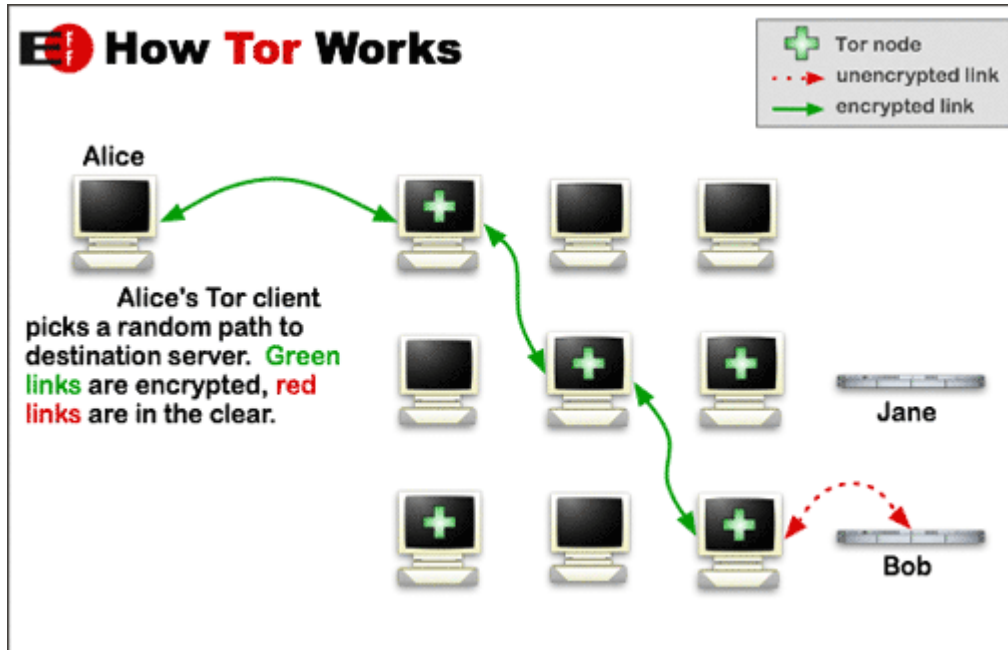 EFF How Tor Works
Tor node
unencrypted link
encrypted link
Alice
Alice's Tor client
picks a random path to
destination server. Green
links are encrypted, red
links are in the clear.
Jane
Bob